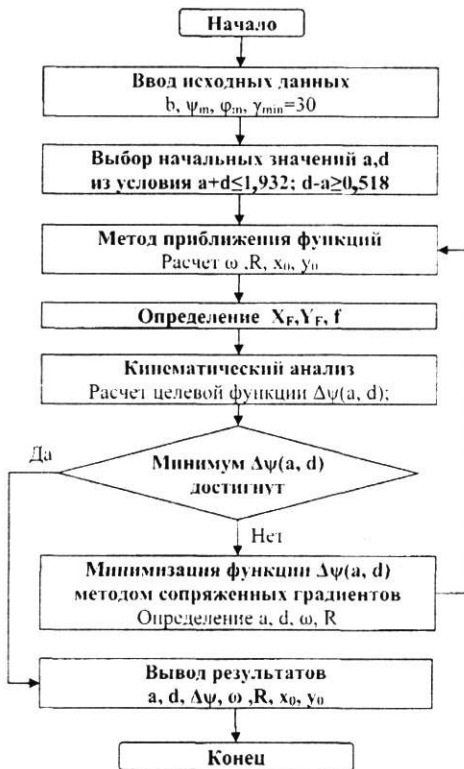 Начало
Ввод исходных данных
b, ψm, φm, γmin=30
Выбор начальных значений a,d
из условия a+d≤1,932; d-a≥0,518
Метод приближения функций
Расчет ω ,R, x₀, y₀
Определение X_F,Y_F, f
Кинематический анализ
Расчет целевой функции Δψ(a, d);
Да
Минимум Δψ(a, d)
достигнут
Нет
Минимизация функции Δψ(a, d)
методом сопряженных градиентов
Определение a, d, ω, R
Вывод результатов
a, d, Δψ, ω ,R, x₀, y₀
Конец